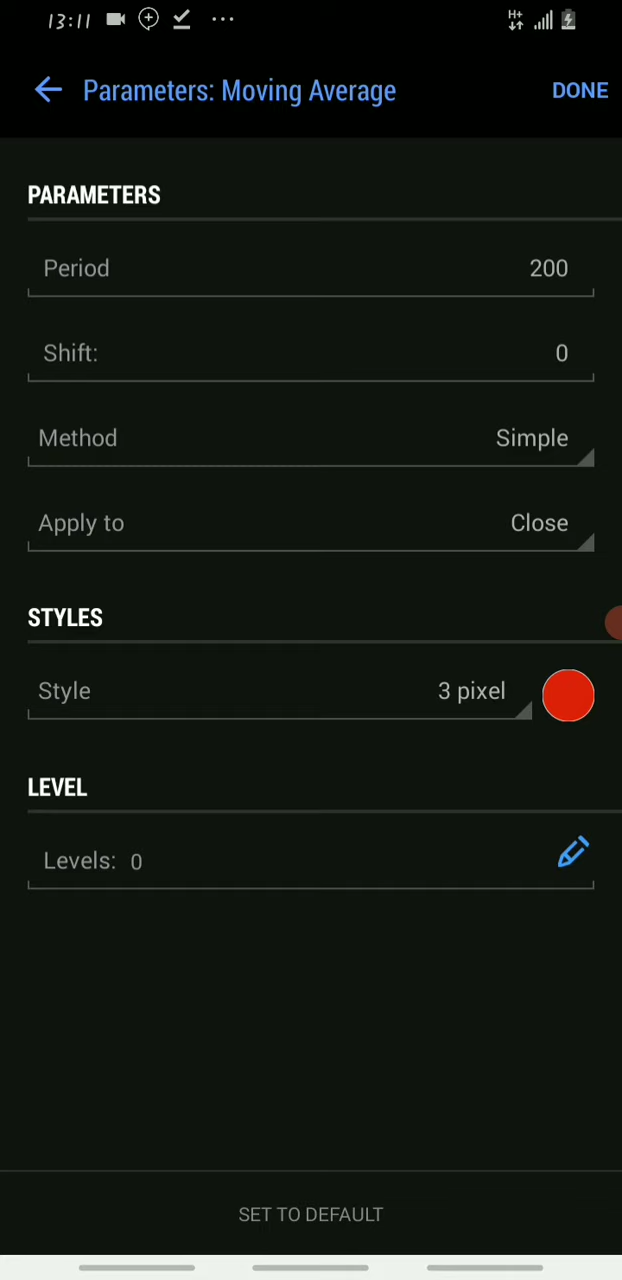 13:11 H+
Parameters: Moving Average DONE
PARAMETERS
Period 200
Shift: 0
Method Simple
Apply to Close
STYLES
Style 3 pixel
LEVEL
Levels: 0
SET TO DEFAULT